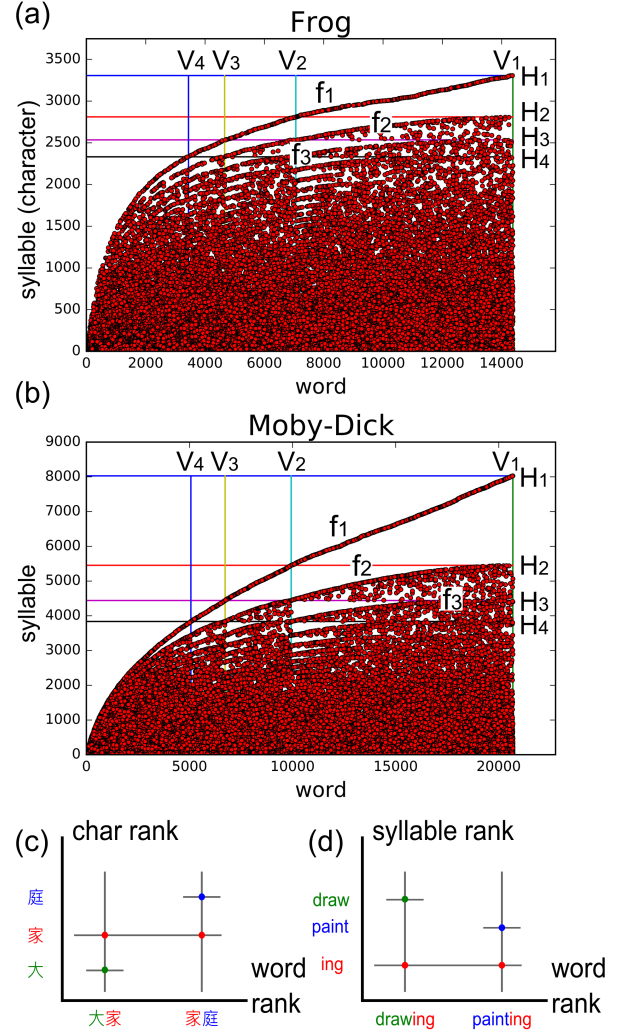 (a)
Frog
V4 V3 V2 V1
3500
3000
2500
2000
1500
1000
500
0
syllable (character)
f1
f2
f3
H1
H2
H3
H4
0 2000 4000 6000 8000 10000 12000 14000
word
(b)
Moby-Dick
V4 V3 V2 V1
9000
8000
7000
6000
5000
4000
3000
2000
1000
0
syllable
f1
f2
f3
H1
H2
H3
H4
0 5000 10000 15000 20000
word
(c)
char rank
庭
家
大
word
rank
大家 家庭
(d)
syllable rank
draw
paint
ing
word
rank
drawing painting